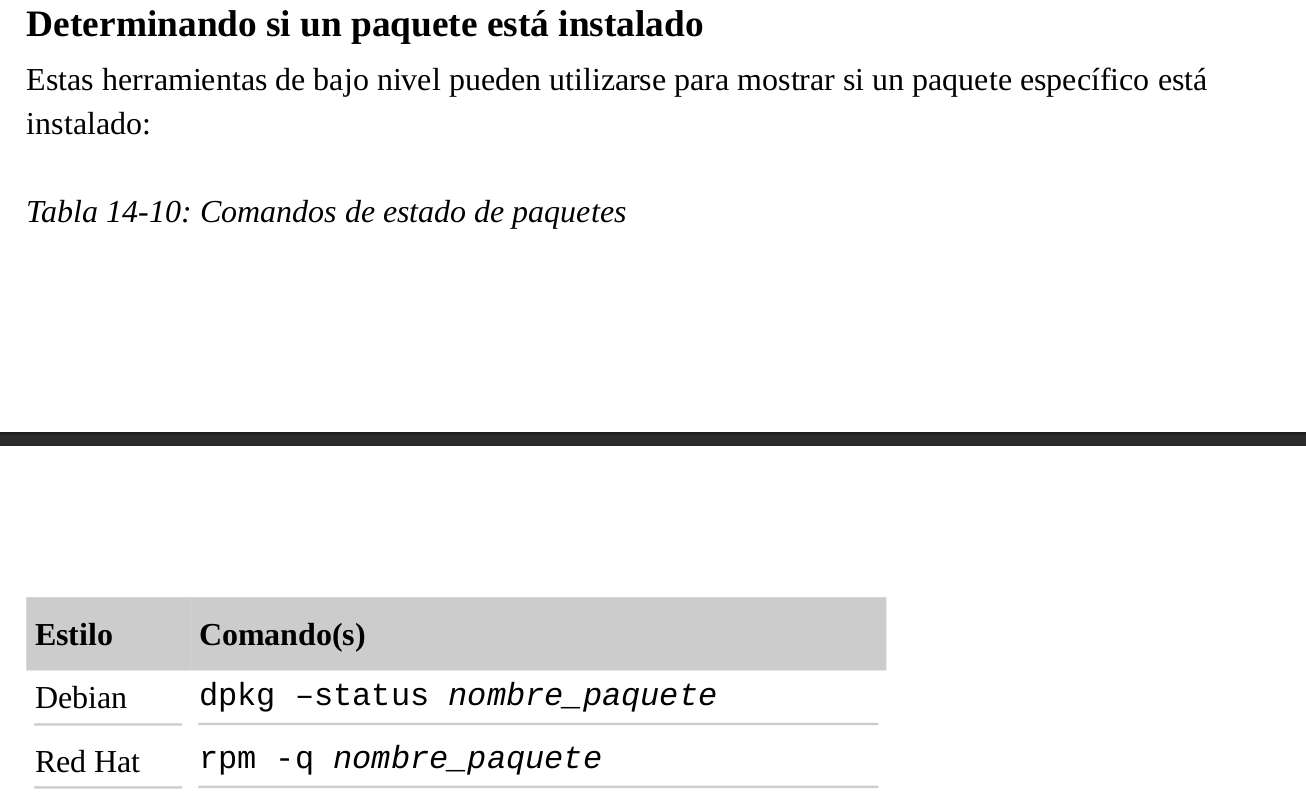 Determinando si un paquete está instalado
Estas herramientas de bajo nivel pueden utilizarse para mostrar si un paquete específico está
instalado:
Tabla 14-10: Comandos de estado de paquetes
Estilo Comando(s)
Debian dpkg –status nombre_paquete
Red Hat rpm -q nombre_paquete